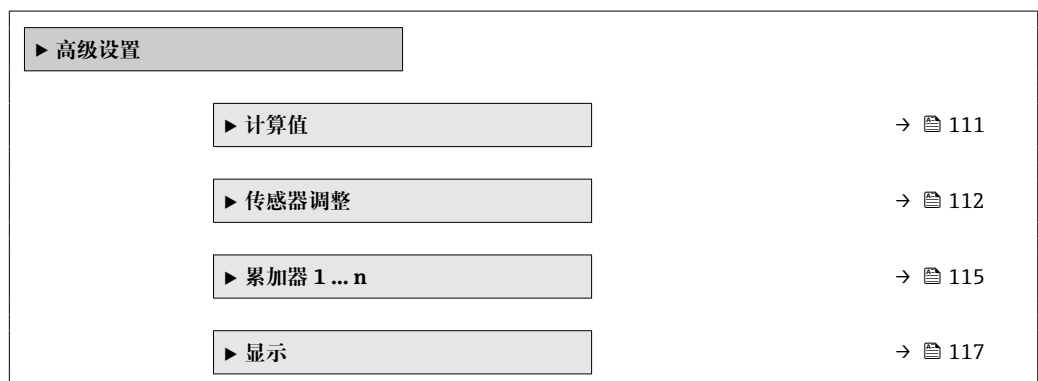 ▶ 高级设置
▶ 计算值 → 111
▶ 传感器调整 → 112
▶ 累加器 1 … n → 115
▶ 显示 → 117